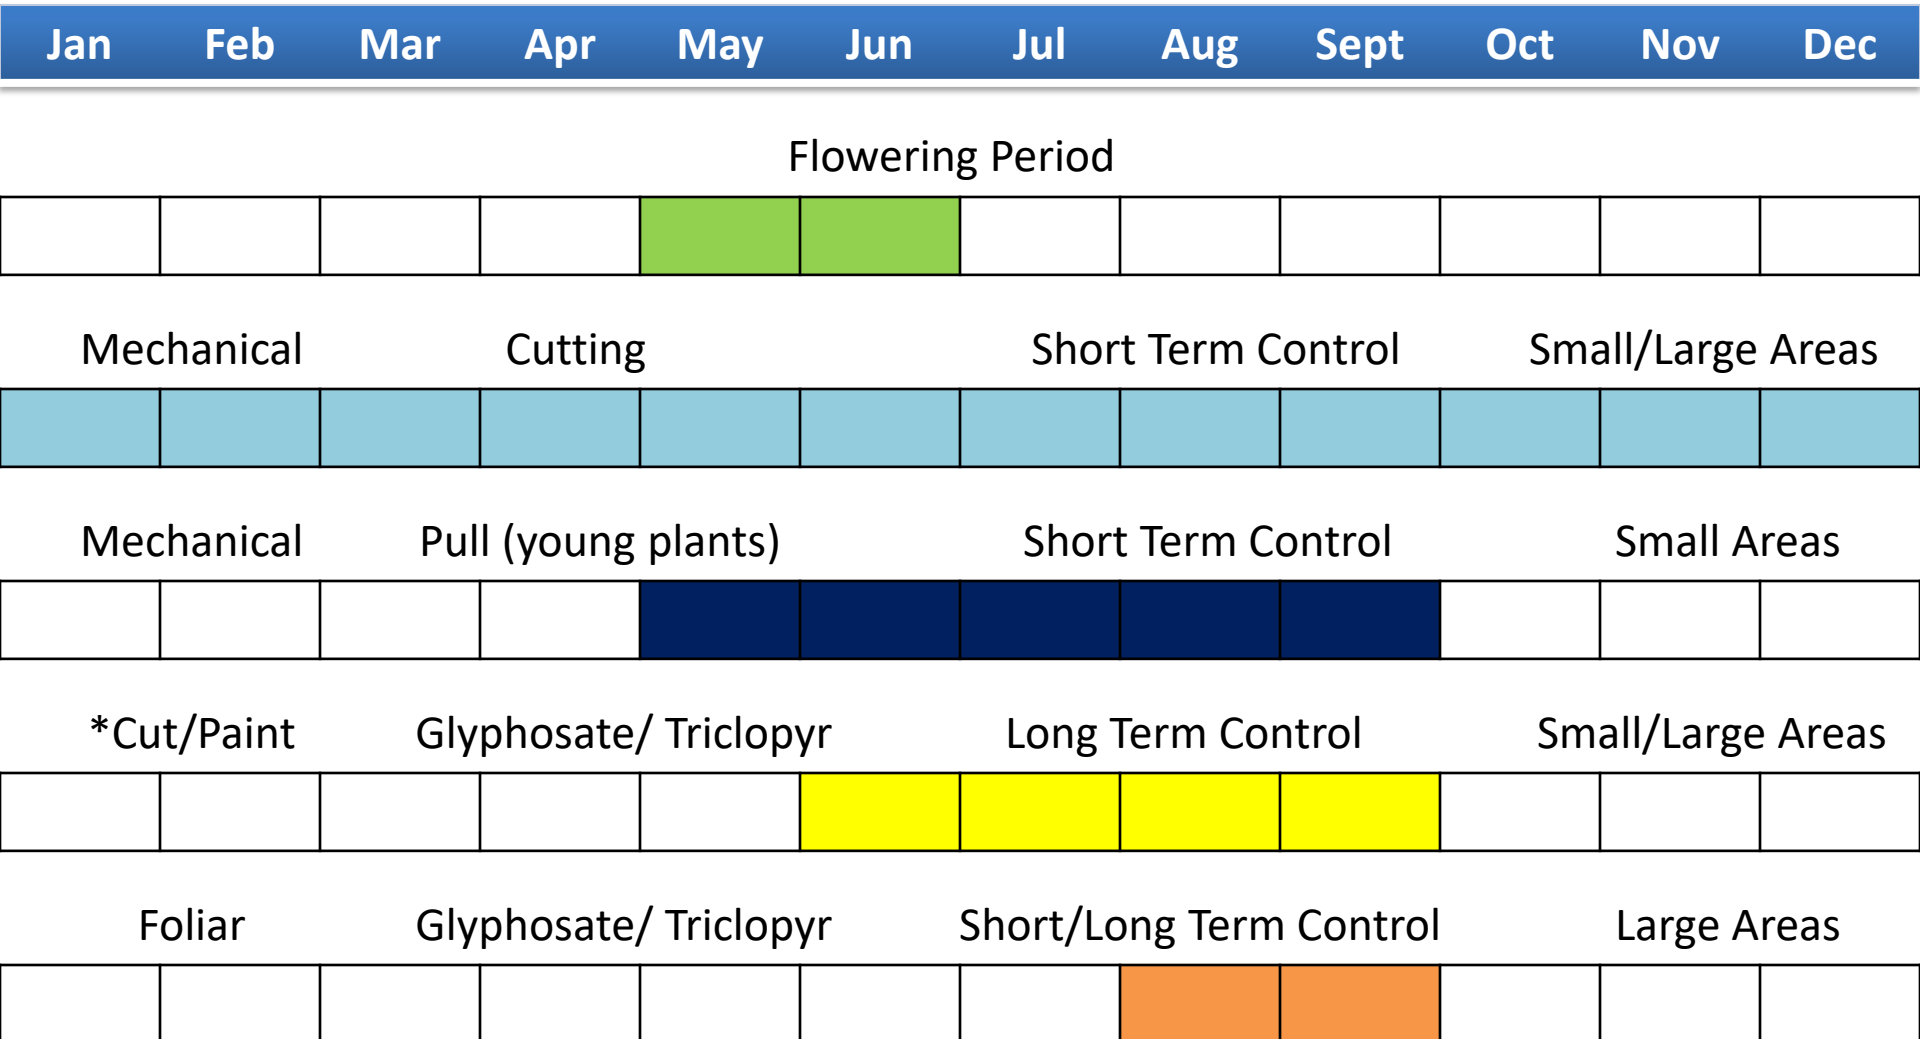 Jan Feb Mar Apr May Jun Jul Aug Sept Oct Nov Dec
Flowering Period
Mechanical Cutting Short Term Control Small/Large Areas
Mechanical Pull (young plants) Short Term Control Small Areas
*Cut/Paint Glyphosate/ Triclopyr Long Term Control Small/Large Areas
Foliar Glyphosate/ Triclopyr Short/Long Term Control Large Areas